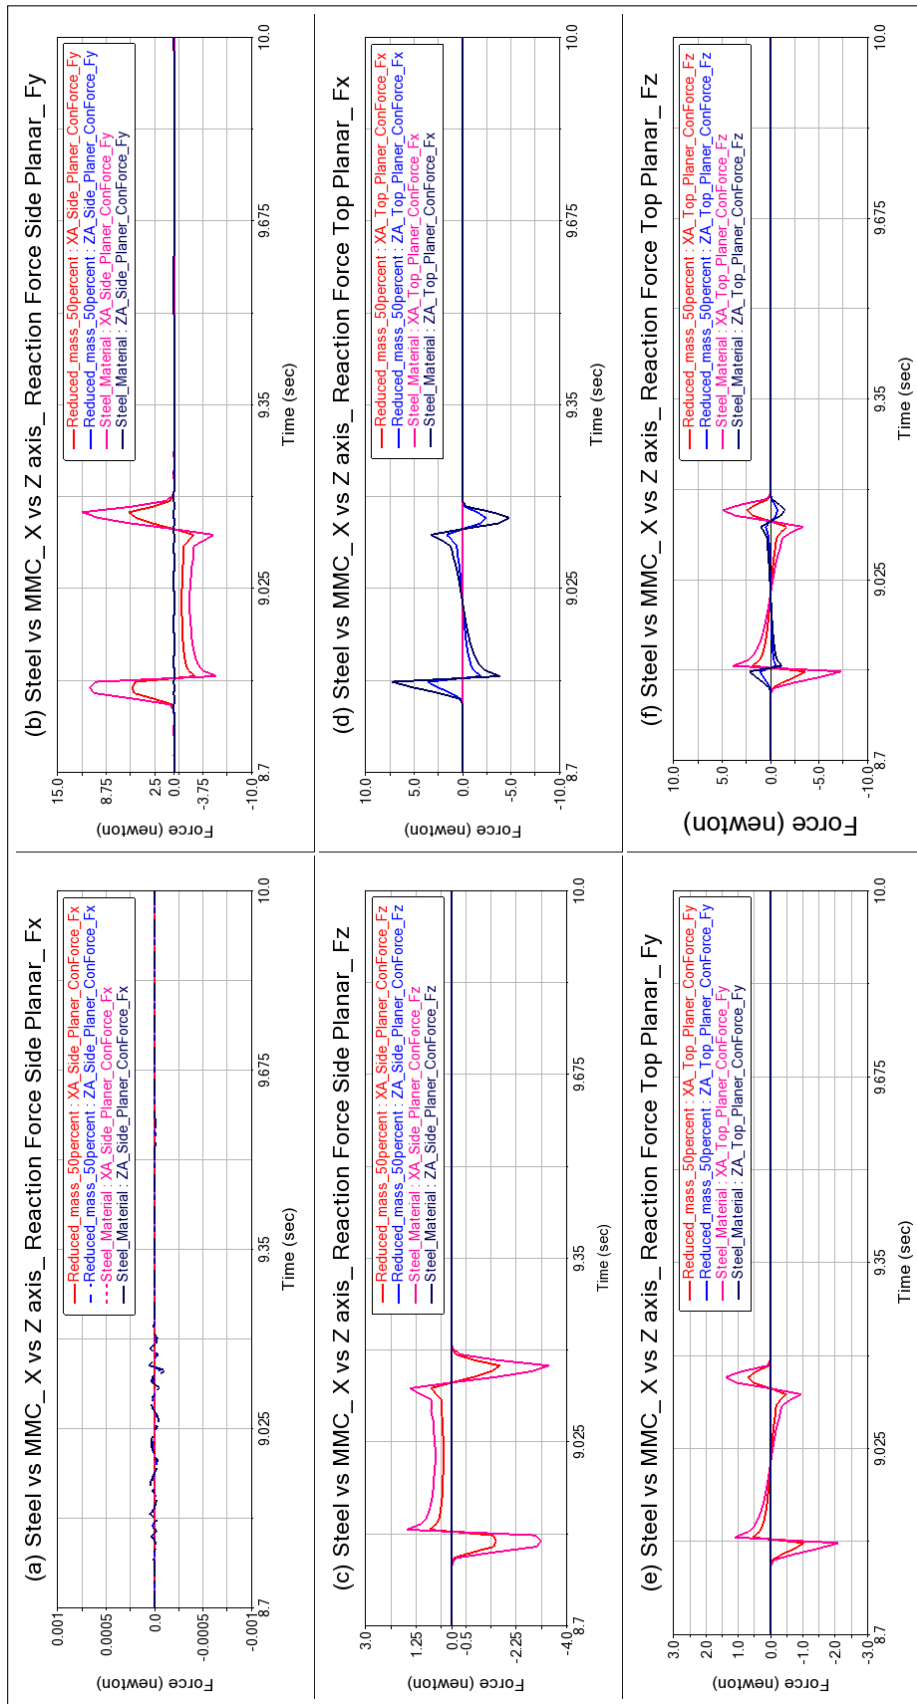 (a) Steel vs MMC_ X vs Z axis_ Reaction Force Side Planar_ Fx
Reduced_mass_50percent : XA_Side_Planer_ConForce_Fx
Reduced_mass_50percent : ZA_Side_Planer_ConForce_Fx
Steel_Material : XA_Side_Planer_ConForce_Fx
Steel_Material : ZA_Side_Planer_ConForce_Fx
Force (newton)
0.001
0.0005
0.0
-0.0005
-0.001
8.7
9.025
9.35
9.675
10.0
Time (sec)
(b) Steel vs MMC_ X vs Z axis_ Reaction Force Side Planar_ Fy
Reduced_mass_50percent : XA_Side_Planer_ConForce_Fy
Reduced_mass_50percent : ZA_Side_Planer_ConForce_Fy
Steel_Material : XA_Side_Planer_ConForce_Fy
Steel_Material : ZA_Side_Planer_ConForce_Fy
Force (newton)
15.0
8.75
2.5
0.0
-3.75
-10.0
8.7
9.025
9.35
9.675
10.0
Time (sec)
(c) Steel vs MMC_ X vs Z axis_ Reaction Force Side Planar_ Fz
Reduced_mass_50percent : XA_Side_Planer_ConForce_Fz
Reduced_mass_50percent : ZA_Side_Planer_ConForce_Fz
Steel_Material : XA_Side_Planer_ConForce_Fz
Steel_Material : ZA_Side_Planer_ConForce_Fz
Force (newton)
3.0
1.25
0.0
-0.5
-2.25
-4.0
8.7
9.025
9.35
9.675
10.0
Time (sec)
(d) Steel vs MMC_ X vs Z axis_ Reaction Force Top Planar_ Fx
Reduced_mass_50percent : XA_Top_Planer_ConForce_Fx
Reduced_mass_50percent : ZA_Top_Planer_ConForce_Fx
Steel_Material : XA_Top_Planer_ConForce_Fx
Steel_Material : ZA_Top_Planer_ConForce_Fx
Force (newton)
10.0
5.0
0.0
-5.0
-10.0
8.7
9.025
9.35
9.675
10.0
Time (sec)
(e) Steel vs MMC_ X vs Z axis_ Reaction Force Top Planar_ Fy
Reduced_mass_50percent : XA_Top_Planer_ConForce_Fy
Reduced_mass_50percent : ZA_Top_Planer_ConForce_Fy
Steel_Material : XA_Top_Planer_ConForce_Fy
Steel_Material : ZA_Top_Planer_ConForce_Fy
Force (newton)
3.0
2.0
1.0
0.0
-1.0
-2.0
-3.0
8.7
9.025
9.35
9.675
10.0
Time (sec)
(f) Steel vs MMC_ X vs Z axis_ Reaction Force Top Planar_ Fz
Reduced_mass_50percent : XA_Top_Planer_ConForce_Fz
Reduced_mass_50percent : ZA_Top_Planer_ConForce_Fz
Steel_Material : XA_Top_Planer_ConForce_Fz
Steel_Material : ZA_Top_Planer_ConForce_Fz
Force (newton)
10.0
5.0
0.0
-5.0
-10.0
8.7
9.025
9.35
9.675
10.0
Time (sec)